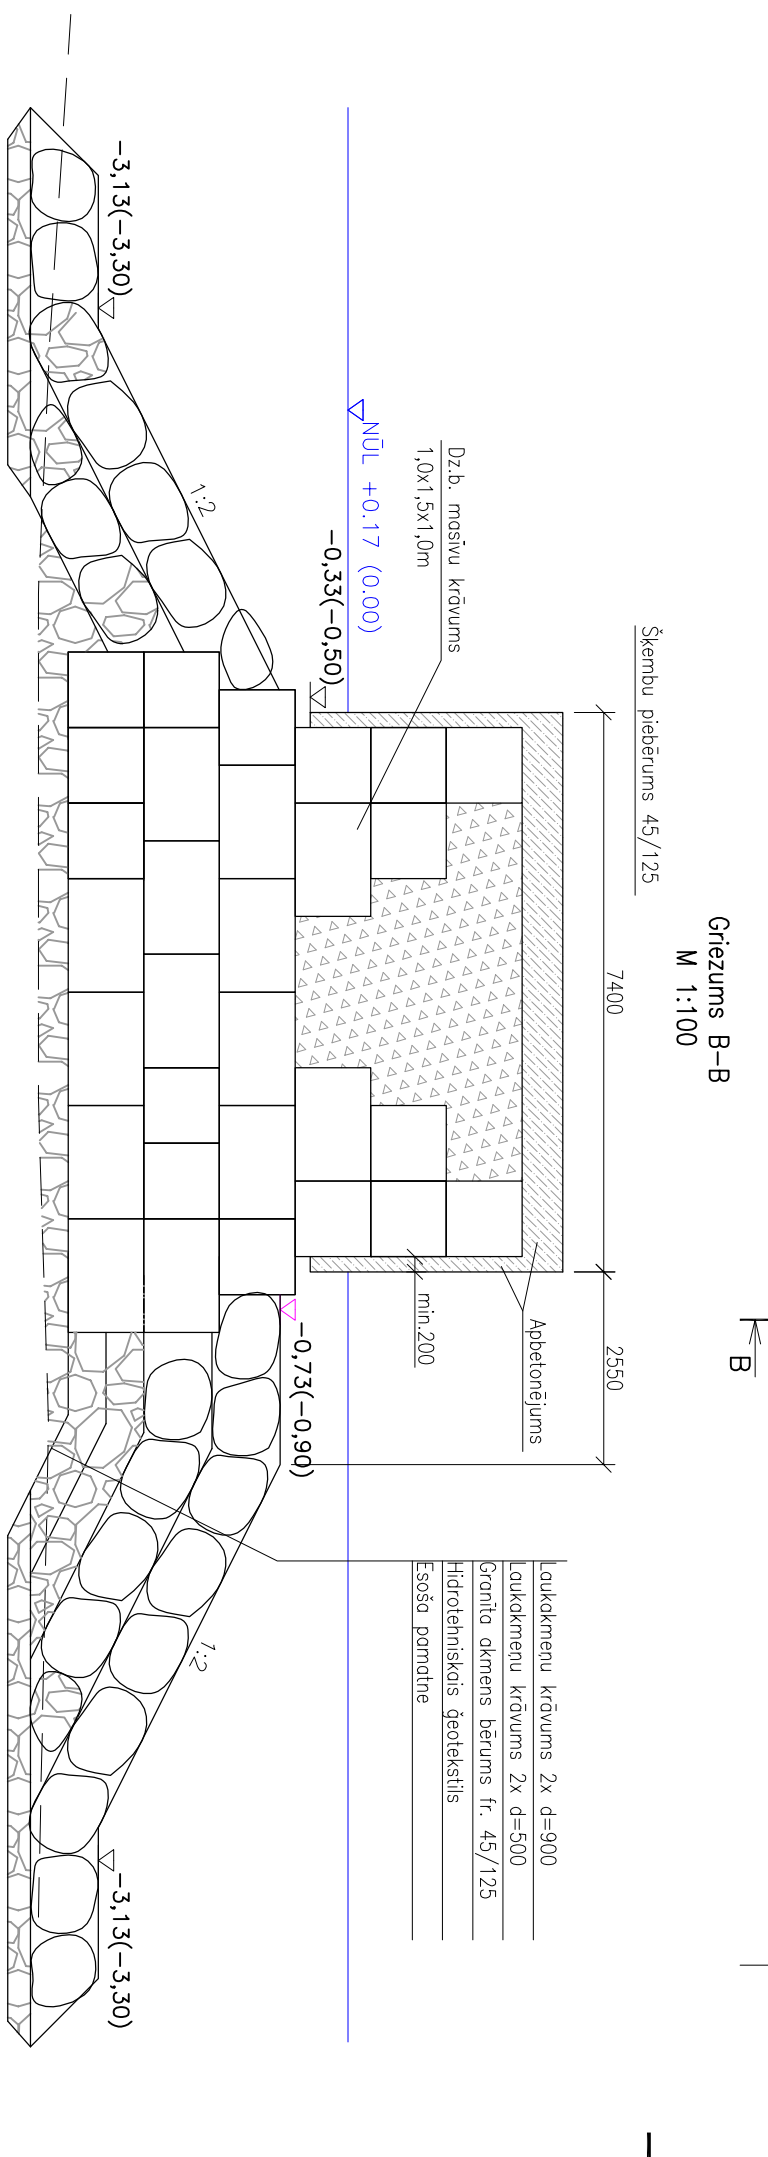 Griezums B-B
M 1:100
B
Šķembu piebērums 45/125
7400
2550
Dz.b. masīvu krāvums
1,0x1,5x1,0m
Apbetonējums
min.200
NŪL +0.17 (0.00)
-0,33(-0,50)
-0,73(-0,90)
-3,13(-3,30)
1:2
1:2
-3,13(-3,30)
Laukakmeņu krāvums 2x d=900
Laukakmeņu krāvums 2x d=500
Granīta akmens bērums fr. 45/125
Hidrotehniskais ģeotekstils
Esoša pamatne